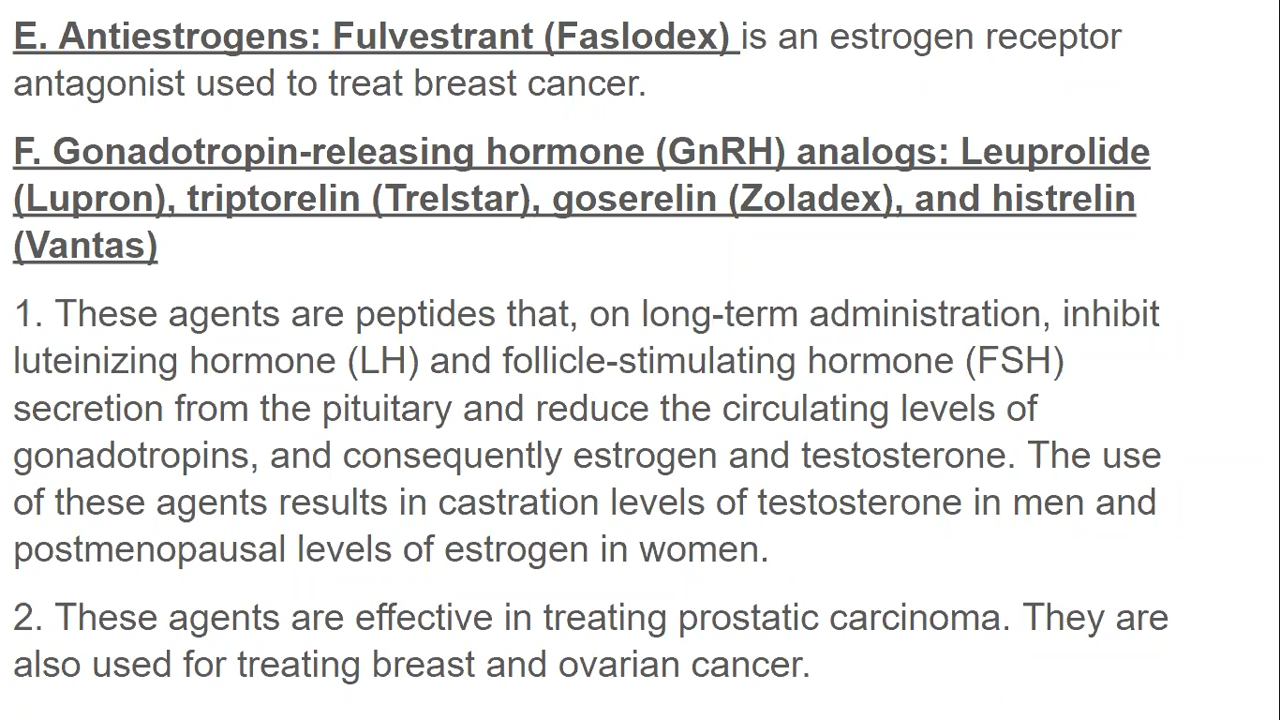 E. Antiestrogens: Fulvestrant (Faslodex) is an estrogen receptor
antagonist used to treat breast cancer.
F. Gonadotropin-releasing hormone (GnRH) analogs: Leuprolide
(Lupron), triptorelin (Trelstar), goserelin (Zoladex), and histrelin
(Vantas)
1. These agents are peptides that, on long-term administration, inhibit
luteinizing hormone (LH) and follicle-stimulating hormone (FSH)
secretion from the pituitary and reduce the circulating levels of
gonadotropins, and consequently estrogen and testosterone. The use
of these agents results in castration levels of testosterone in men and
postmenopausal levels of estrogen in women.
2. These agents are effective in treating prostatic carcinoma. They are
also used for treating breast and ovarian cancer.